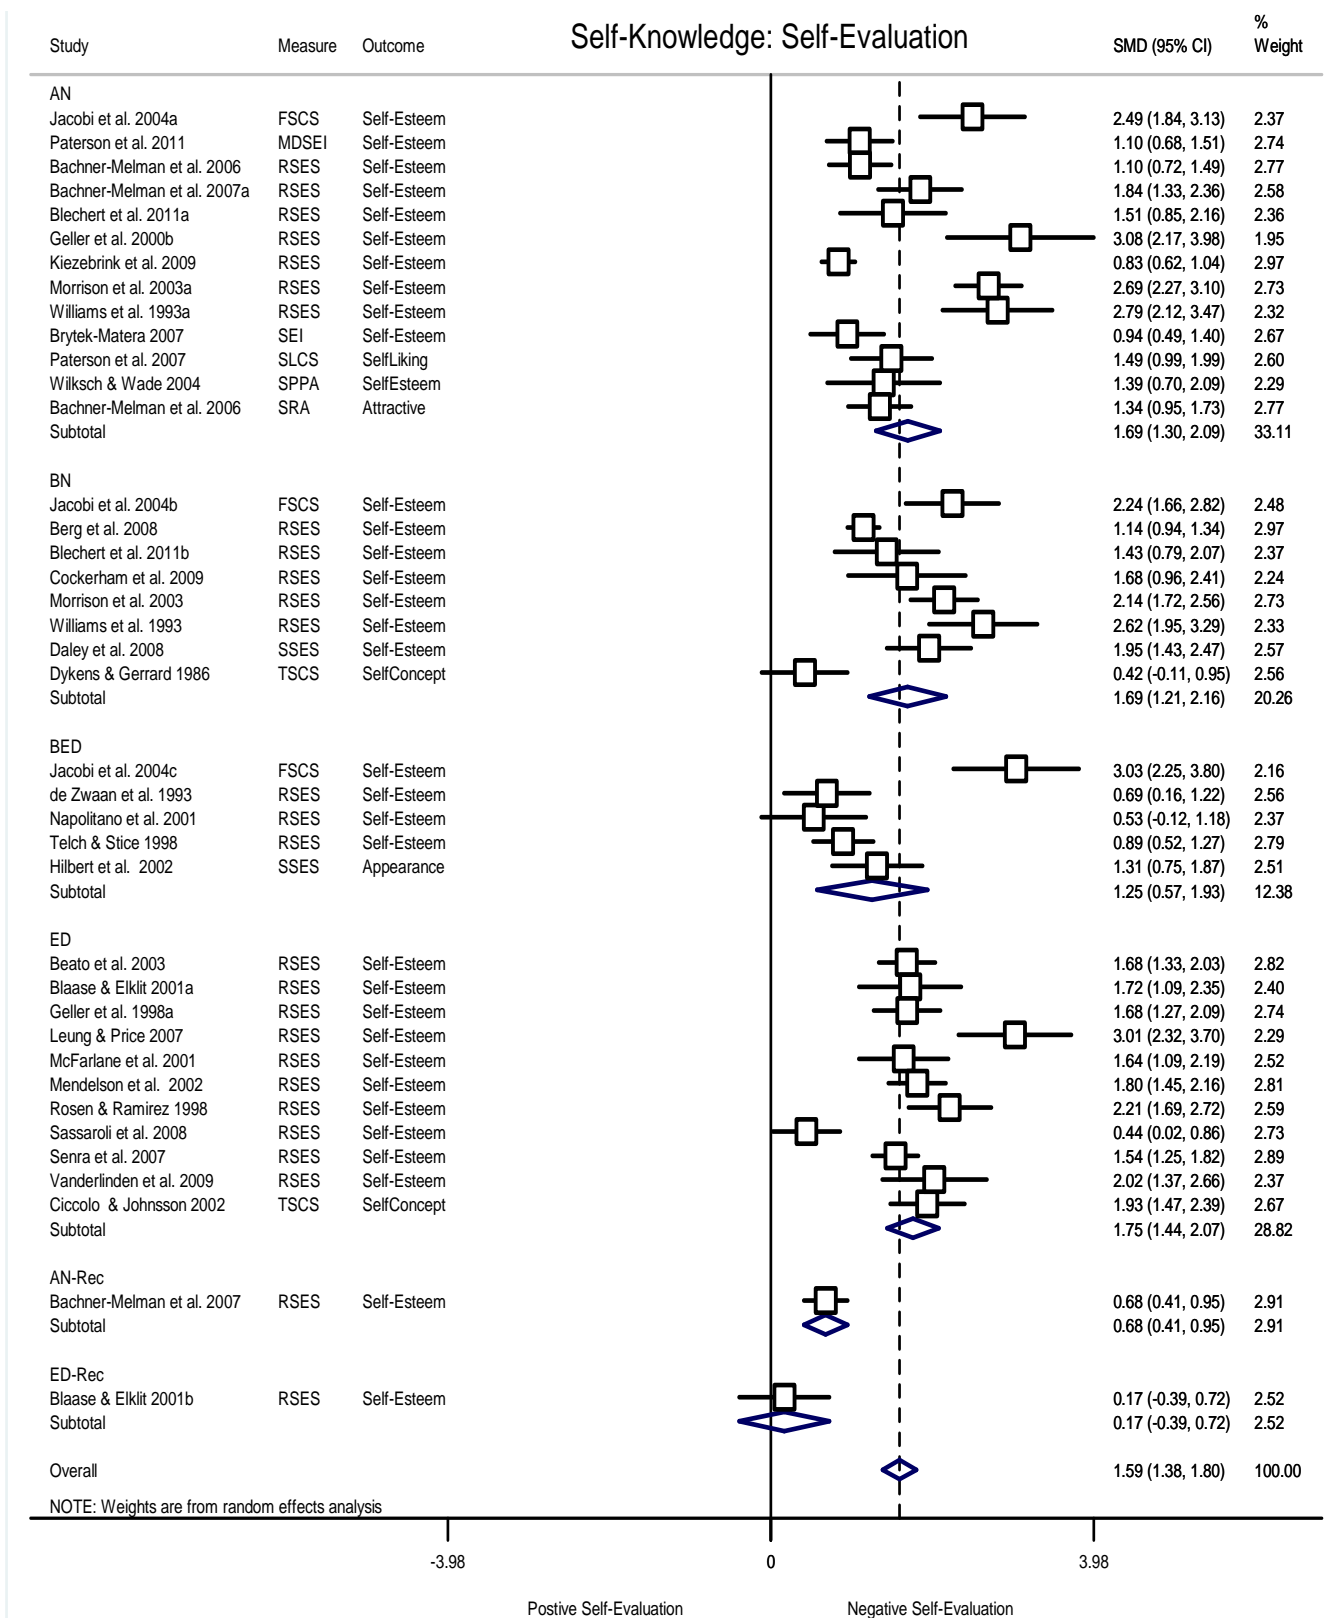 Self-Knowledge: Self-Evaluation
Study Measure Outcome SMD (95% CI) % Weight
AN
Jacobi et al. 2004a FSCS Self-Esteem 2.49 (1.84, 3.13) 2.37
Paterson et al. 2011 MDSEI Self-Esteem 1.10 (0.68, 1.51) 2.74
Bachner-Melman et al. 2006 RSES Self-Esteem 1.10 (0.72, 1.49) 2.77
Bachner-Melman et al. 2007a RSES Self-Esteem 1.84 (1.33, 2.36) 2.58
Blechert et al. 2011a RSES Self-Esteem 1.51 (0.85, 2.16) 2.36
Geller et al. 2000b RSES Self-Esteem 3.08 (2.17, 3.98) 1.95
Kiezebrink et al. 2009 RSES Self-Esteem 0.83 (0.62, 1.04) 2.97
Morrison et al. 2003a RSES Self-Esteem 2.69 (2.27, 3.10) 2.73
Williams et al. 1993a RSES Self-Esteem 2.79 (2.12, 3.47) 2.32
Brytek-Matera 2007 SEI Self-Esteem 0.94 (0.49, 1.40) 2.67
Paterson et al. 2007 SLCS SelfLiking 1.49 (0.99, 1.99) 2.60
Wilksch & Wade 2004 SPPA SelfEsteem 1.39 (0.70, 2.09) 2.29
Bachner-Melman et al. 2006 SRA Attractive 1.34 (0.95, 1.73) 2.77
Subtotal 1.69 (1.30, 2.09) 33.11
BN
Jacobi et al. 2004b FSCS Self-Esteem 2.24 (1.66, 2.82) 2.48
Berg et al. 2008 RSES Self-Esteem 1.14 (0.94, 1.34) 2.97
Blechert et al. 2011b RSES Self-Esteem 1.43 (0.79, 2.07) 2.37
Cockerham et al. 2009 RSES Self-Esteem 1.68 (0.96, 2.41) 2.24
Morrison et al. 2003 RSES Self-Esteem 2.14 (1.72, 2.56) 2.73
Williams et al. 1993 RSES Self-Esteem 2.62 (1.95, 3.29) 2.33
Daley et al. 2008 SSES Self-Esteem 1.95 (1.43, 2.47) 2.57
Dykens & Gerrard 1986 TSCS SelfConcept 0.42 (-0.11, 0.95) 2.56
Subtotal 1.69 (1.21, 2.16) 20.26
BED
Jacobi et al. 2004c FSCS Self-Esteem 3.03 (2.25, 3.80) 2.16
de Zwaan et al. 1993 RSES Self-Esteem 0.69 (0.16, 1.22) 2.56
Napolitano et al. 2001 RSES Self-Esteem 0.53 (-0.12, 1.18) 2.37
Telch & Stice 1998 RSES Self-Esteem 0.89 (0.52, 1.27) 2.79
Hilbert et al. 2002 SSES Appearance 1.31 (0.75, 1.87) 2.51
Subtotal 1.25 (0.57, 1.93) 12.38
ED
Beato et al. 2003 RSES Self-Esteem 1.68 (1.33, 2.03) 2.82
Blaase & Elklit 2001a RSES Self-Esteem 1.72 (1.09, 2.35) 2.40
Geller et al. 1998a RSES Self-Esteem 1.68 (1.27, 2.09) 2.74
Leung & Price 2007 RSES Self-Esteem 3.01 (2.32, 3.70) 2.29
McFarlane et al. 2001 RSES Self-Esteem 1.64 (1.09, 2.19) 2.52
Mendelson et al. 2002 RSES Self-Esteem 1.80 (1.45, 2.16) 2.81
Rosen & Ramirez 1998 RSES Self-Esteem 2.21 (1.69, 2.72) 2.59
Sassaroli et al. 2008 RSES Self-Esteem 0.44 (0.02, 0.86) 2.73
Senra et al. 2007 RSES Self-Esteem 1.54 (1.25, 1.82) 2.89
Vanderlinden et al. 2009 RSES Self-Esteem 2.02 (1.37, 2.66) 2.37
Ciccolo & Johnsson 2002 TSCS SelfConcept 1.93 (1.47, 2.39) 2.67
Subtotal 1.75 (1.44, 2.07) 28.82
AN-Rec
Bachner-Melman et al. 2007 RSES Self-Esteem 0.68 (0.41, 0.95) 2.91
Subtotal 0.68 (0.41, 0.95) 2.91
ED-Rec
Blaase & Elklit 2001b RSES Self-Esteem 0.17 (-0.39, 0.72) 2.52
Subtotal 0.17 (-0.39, 0.72) 2.52
Overall 1.59 (1.38, 1.80) 100.00
NOTE: Weights are from random effects analysis
-3.98 0 3.98
Postive Self-Evaluation Negative Self-Evaluation